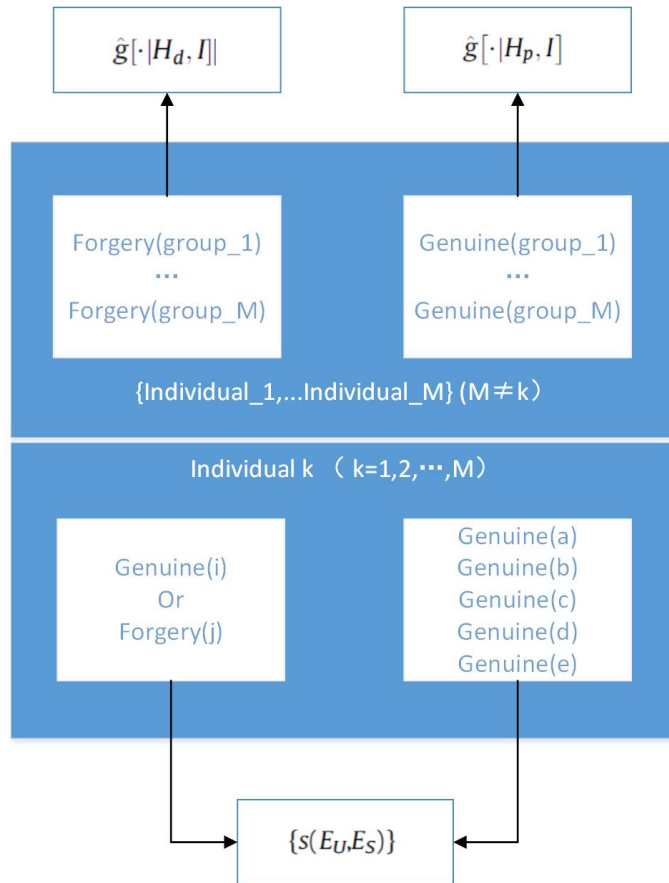 ĝ[·|H_d, I]|
ĝ[·|H_p, I]
Forgery(group_1)
...
Forgery(group_M)
Genuine(group_1)
...
Genuine(group_M)
{Individual_1,...Individual_M} (M≠k）
Individual k （ k=1,2,···,M）
Genuine(i)
Or
Forgery(j)
Genuine(a)
Genuine(b)
Genuine(c)
Genuine(d)
Genuine(e)
{s(E_U,E_S)}